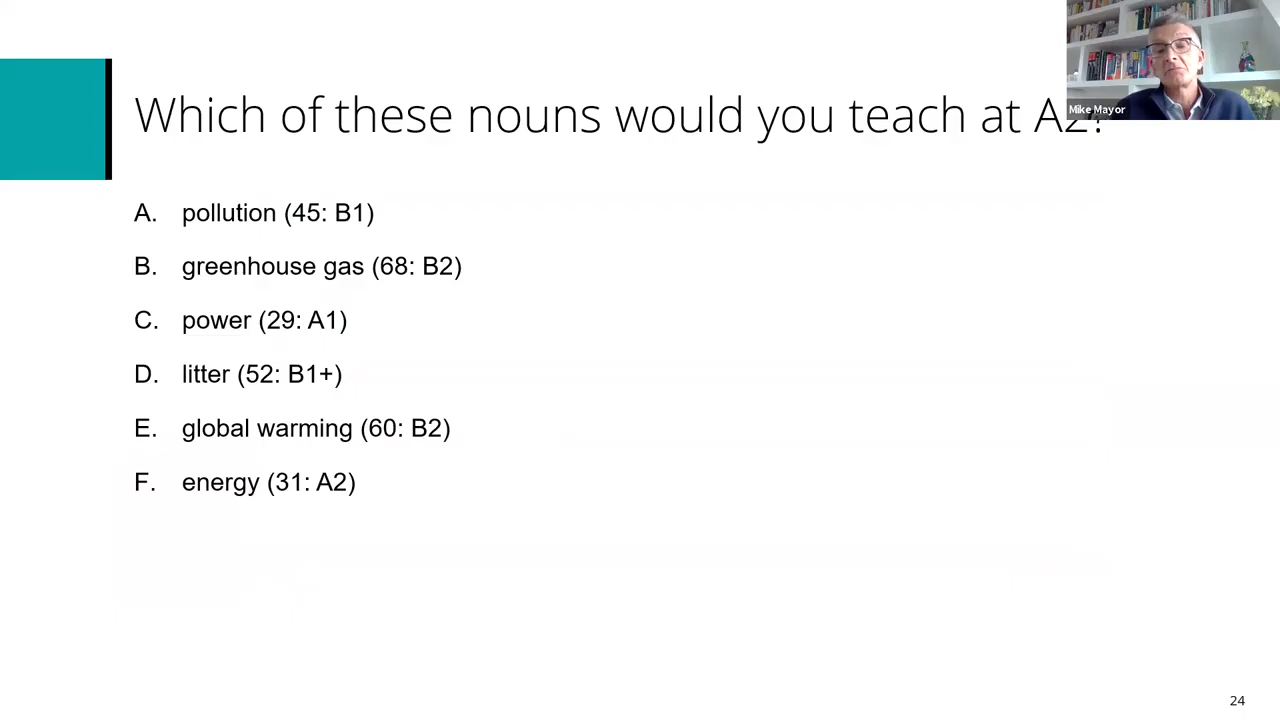 Which of these nouns would you teach at A2?
Mike Mayor
A. pollution (45: B1)
B. greenhouse gas (68: B2)
C. power (29: A1)
D. litter (52: B1+)
E. global warming (60: B2)
F. energy (31: A2)
24